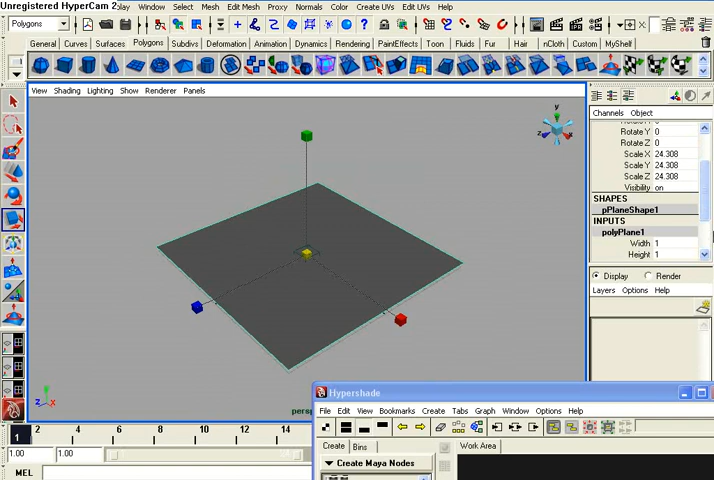 Unregistered HyperCam 2
Window Select Mesh Edit Mesh Proxy Normals Color Create UVs Edit UVs Help
Polygons
General Curves Surfaces Polygons Subdivs Deformation Animation Dynamics Rendering PaintEffects Toon Fluids Fur Hair nCloth Custom MyShelf
View Shading Lighting Show Renderer Panels
Channels Object
Rotate Y 0
Rotate Z 0
Scale X 24.308
Scale Y 24.308
Scale Z 24.308
Visibility on
SHAPES
pPlaneShape1
INPUTS
polyPlane1
Width 1
Height 1
Display Render
Layers Options Help
y
z x
z x
persp
Hypershade
File Edit View Bookmarks Create Tabs Graph Window Options Help
Create Bins Work Area
Create Maya Nodes
1 2 4 6 8 10 12 14
1.00 1.00
MEL